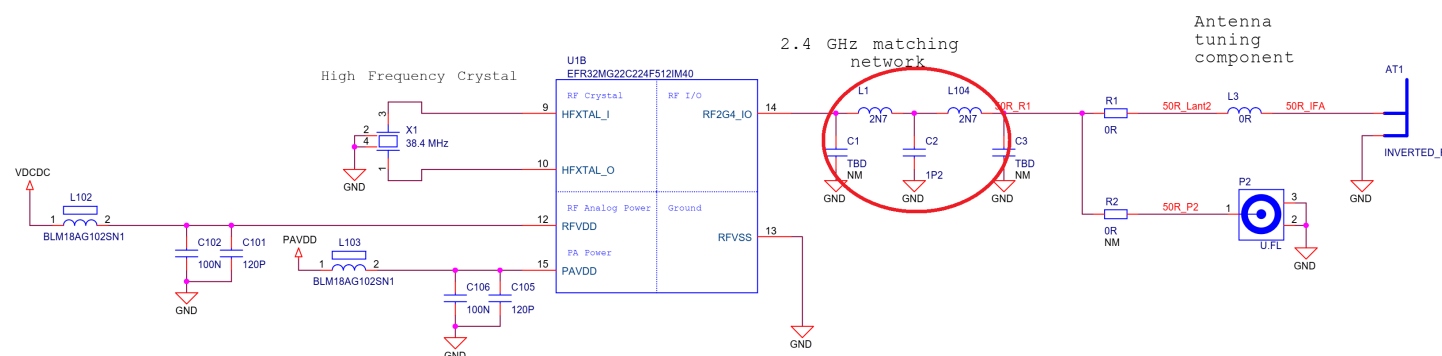 Antenna
tuning
component
2.4 GHz matching
network
High Frequency Crystal
U1B
EFR32MG22C224F512IM40
AT1
RF Crystal
RF I/O
L1
L104
L3
R1
50R_R1
50R_Lant2
50R_IFA
9
HFXTAL_I
RF2G4_IO
14
2N7
2N7
0R
0R
3
2
4
1
X1
38.4 MHz
C1
TBD
NM
C2
1P2
C3
TBD
NM
INVERTED_F
10
HFXTAL_O
GND
GND
GND
GND
GND
VDCDC
L102
1
2
BLM18AG102SN1
RF Analog Power
Ground
12
RFVDD
RFVSS
13
R2
0R
NM
50R_P2
P2
1
3
2
U.FL
GND
C102
100N
C101
120P
PAVDD
L103
1
2
BLM18AG102SN1
PA Power
15
PAVDD
GND
C106
100N
C105
120P
GND
GND